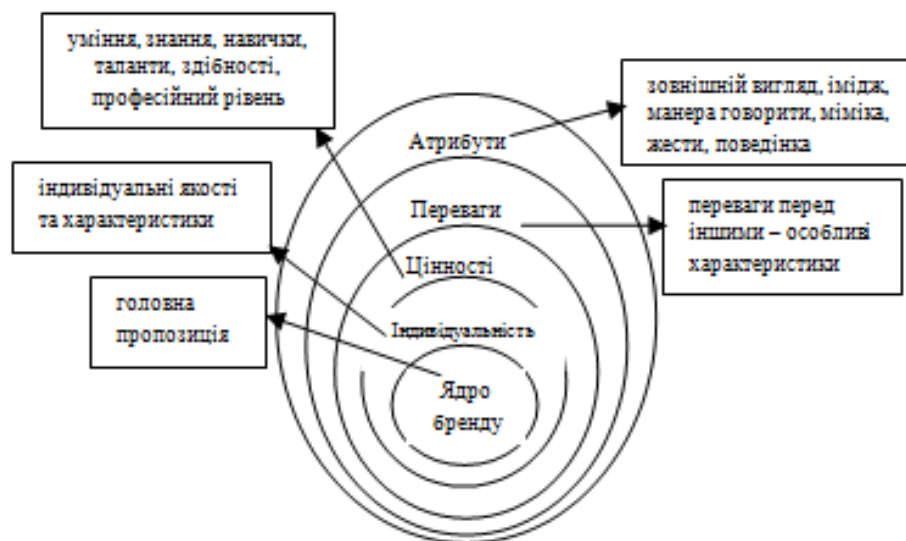 уміння, знання, навички,
таланти, здібності,
професійний рівень
зовнішній вигляд, імідж,
манера говорити, міміка,
жести, поведінка
Атрибути
індивідуальні якості
та характеристики
Переваги
переваги перед
іншими – особливі
характеристики
Цінності
головна
пропозиція
Індивідуальність
Ядро
бренду